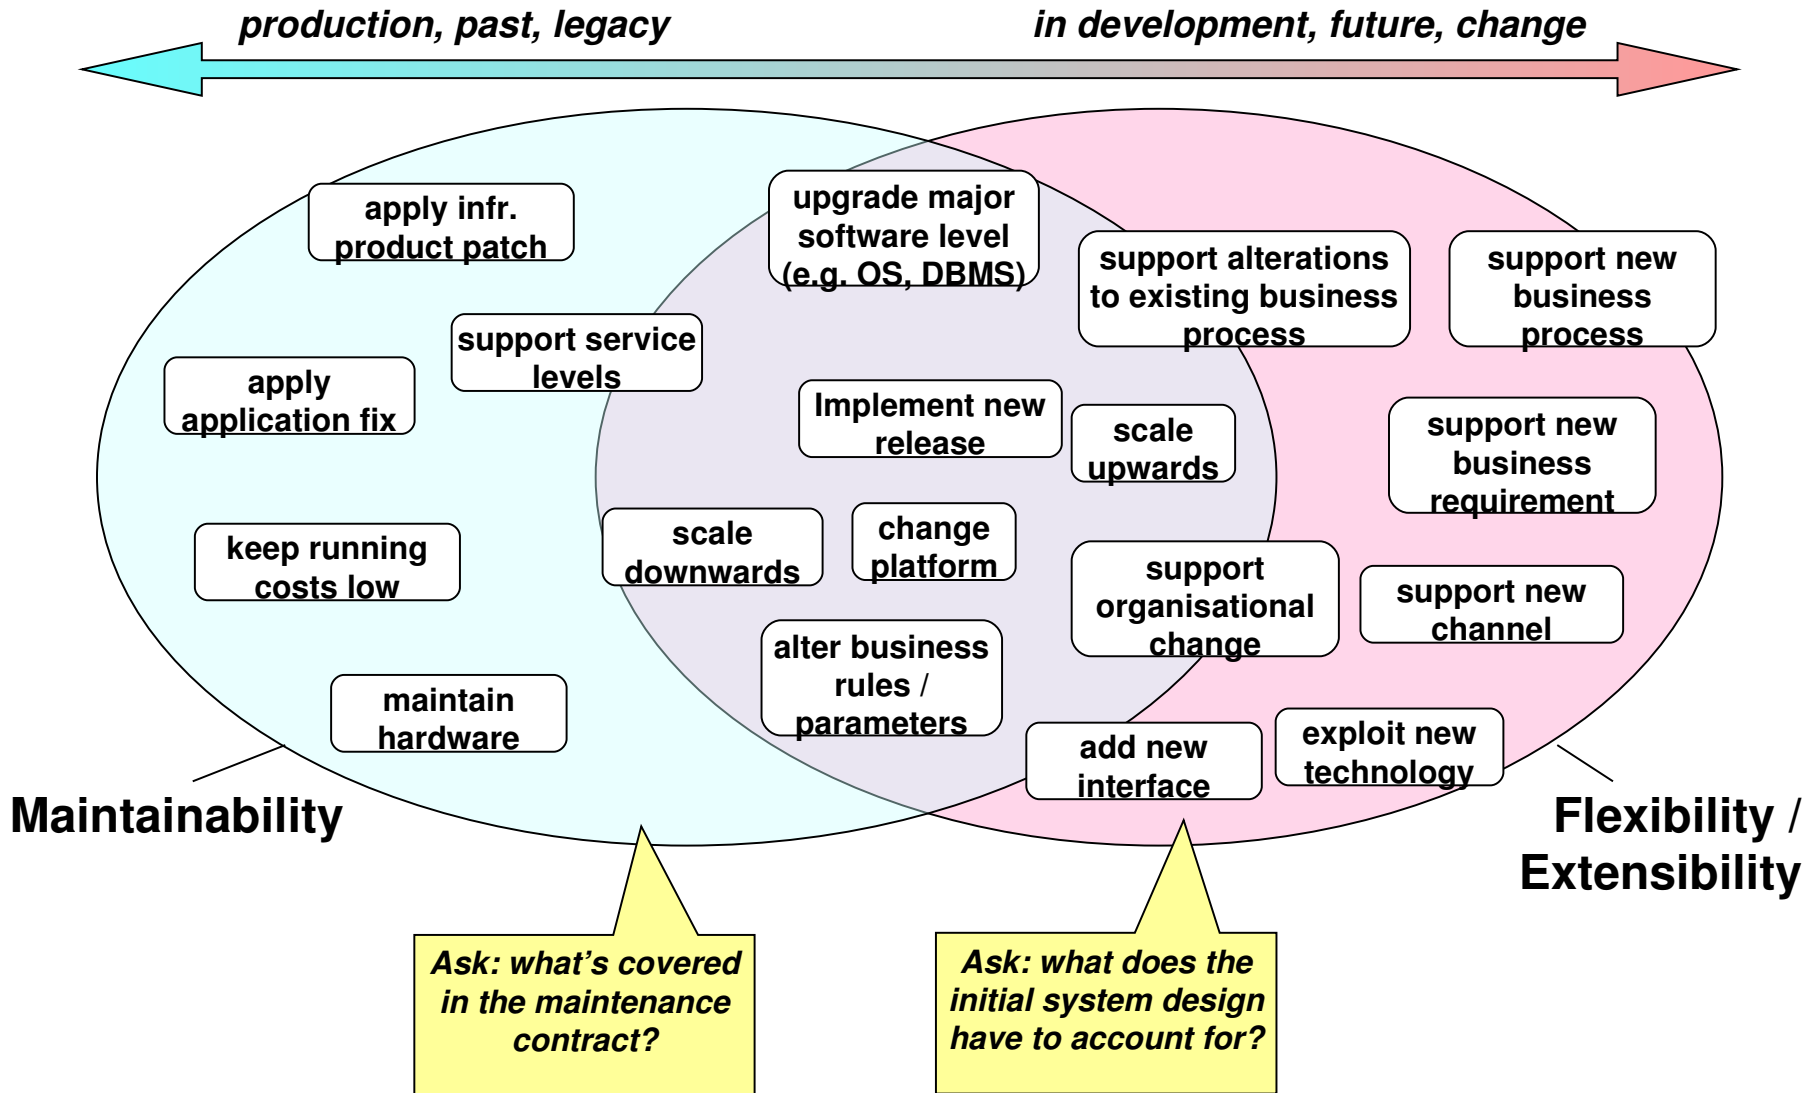 production, past, legacy
in development, future, change
apply infr.
product patch
upgrade major
software level
(e.g. OS, DBMS)
support alterations
to existing business
process
support new
business
process
support service
levels
apply
application fix
Implement new
release
scale
upwards
support new
business
requirement
keep running
costs low
scale
downwards
change
platform
support
organisational
change
support new
channel
alter business
rules /
parameters
maintain
hardware
add new
interface
exploit new
technology
Maintainability
Flexibility /
Extensibility
Ask: what's covered
in the maintenance
contract?
Ask: what does the
initial system design
have to account for?